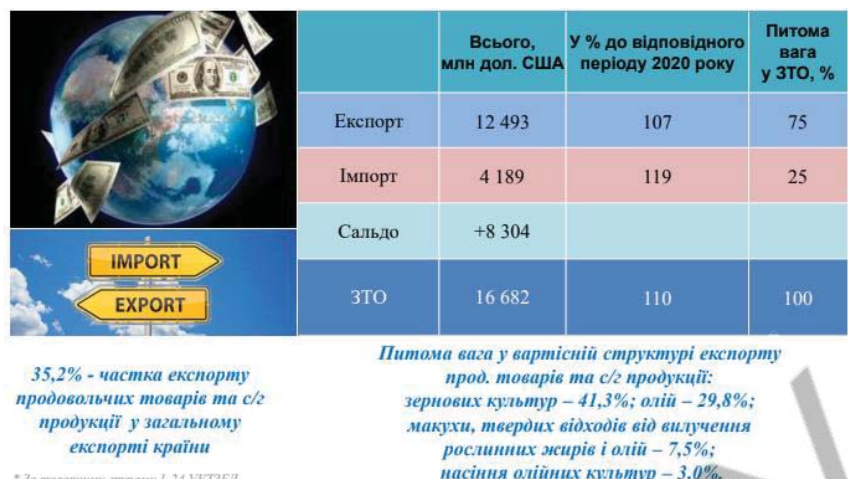 Всього,
млн дол. США
У % до відповідного
періоду 2020 року
Питома
вага
у ЗТО, %
Експорт 12 493 107 75
Імпорт 4 189 119 25
Сальдо +8 304
ЗТО 16 682 110 100
IMPORT
EXPORT
35,2% - частка експорту
продовольчих товарів та с/г
продукції у загальному
експорті країни
Питома вага у вартісній структурі експорту
прод. товарів та с/г продукції:
зернових культур – 41,3%; олій – 29,8%;
макухи, твердих відходів від вилучення
рослинних жирів і олій – 7,5%;
насіння олійних культур – 3,0%.